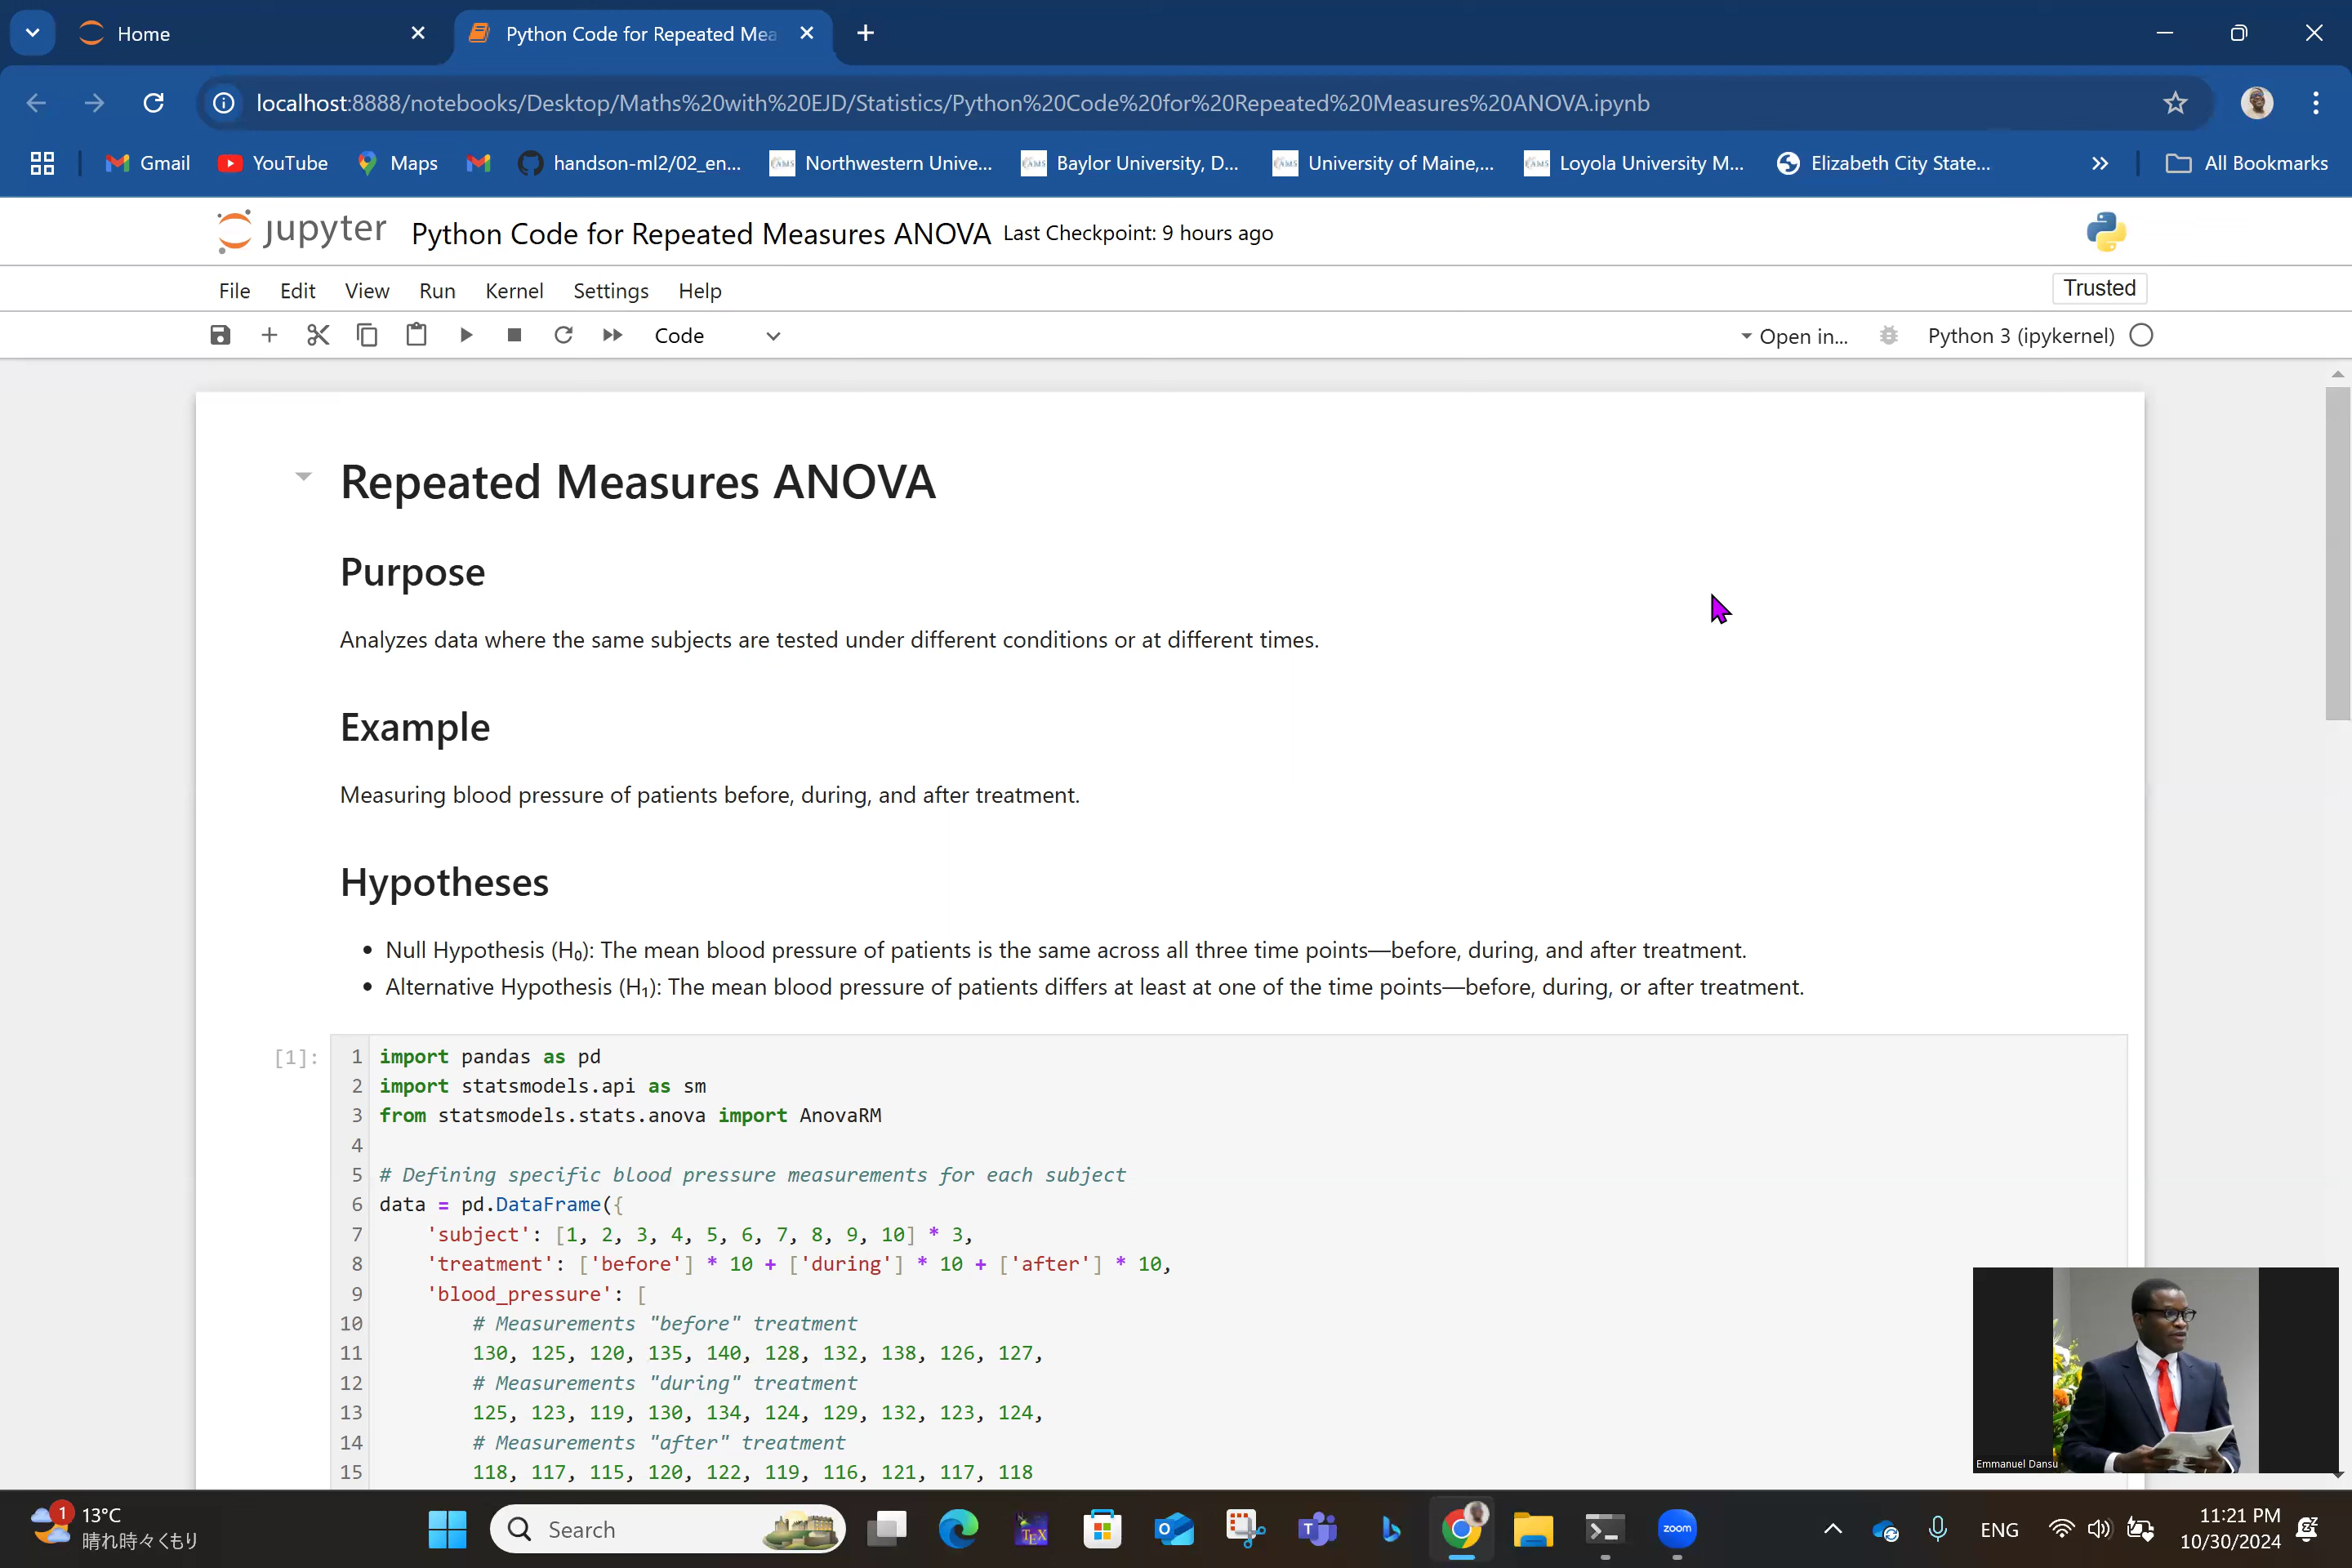 Home
Python Code for Repeated Mea
localhost:8888/notebooks/Desktop/Maths%20with%20EJD/Statistics/Python%20Code%20for%20Repeated%20Measures%20ANOVA.ipynb
Gmail YouTube Maps handson-ml2/02_en... Northwestern Unive... Baylor University, D... University of Maine,... Loyola University M... Elizabeth City State... » All Bookmarks
jupyter Python Code for Repeated Measures ANOVA Last Checkpoint: 9 hours ago
File Edit View Run Kernel Settings Help Trusted
Code Open in... Python 3 (ipykernel)
Repeated Measures ANOVA
Purpose
Analyzes data where the same subjects are tested under different conditions or at different times.
Example
Measuring blood pressure of patients before, during, and after treatment.
Hypotheses
• Null Hypothesis (H₀): The mean blood pressure of patients is the same across all three time points—before, during, and after treatment.
• Alternative Hypothesis (H₁): The mean blood pressure of patients differs at least at one of the time points—before, during, or after treatment.
[1]: 1 import pandas as pd
2 import statsmodels.api as sm
3 from statsmodels.stats.anova import AnovaRM
4
5 # Defining specific blood pressure measurements for each subject
6 data = pd.DataFrame({
7 'subject': [1, 2, 3, 4, 5, 6, 7, 8, 9, 10] * 3,
8 'treatment': ['before'] * 10 + ['during'] * 10 + ['after'] * 10,
9 'blood_pressure': [
10 # Measurements "before" treatment
11 130, 125, 120, 135, 140, 128, 132, 138, 126, 127,
12 # Measurements "during" treatment
13 125, 123, 119, 130, 134, 124, 129, 132, 123, 124,
14 # Measurements "after" treatment
15 118, 117, 115, 120, 122, 119, 116, 121, 117, 118
Emmanuel Dansu
1 13°C
晴れ時々くもり
Search
TEX
zoom
ENG
11:21 PM
10/30/2024